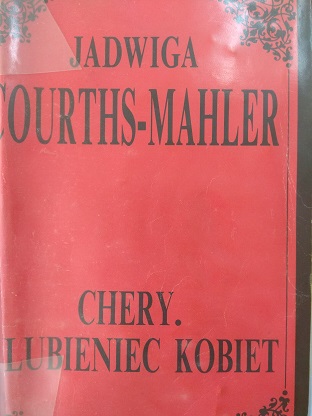 JADWIGA
COURTHS-MAHLER
CHERY.
LUBIENIEC KOBIET